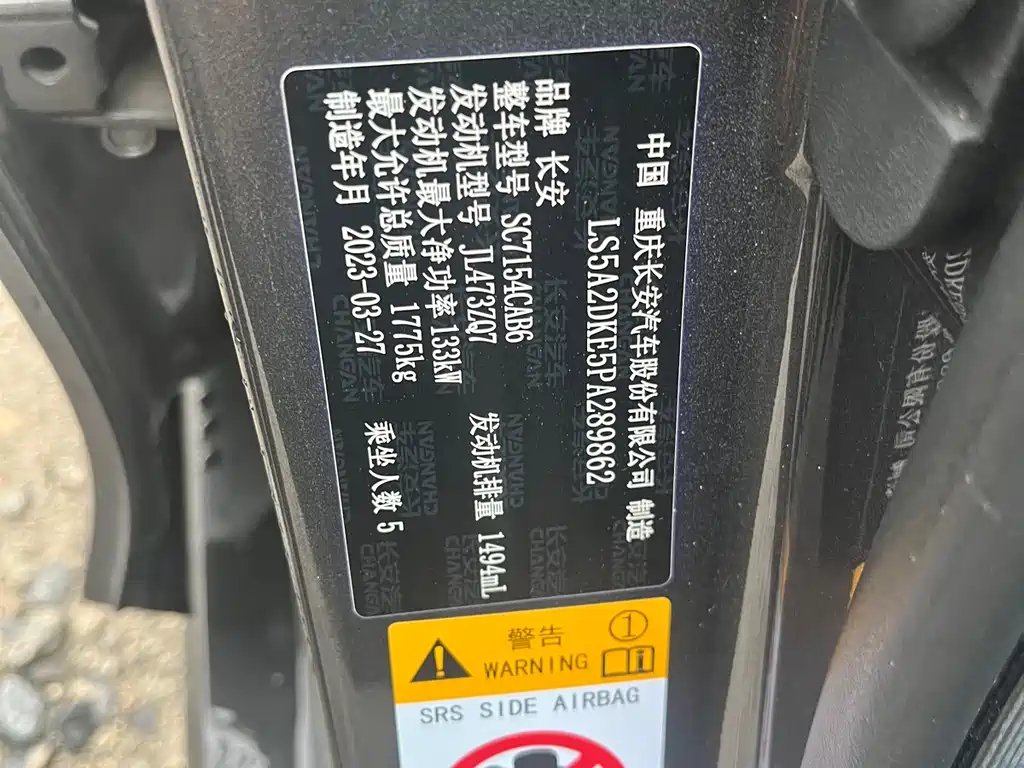 中国 重庆长安汽车股份有限公司 制造
LS5A2DKE5PA289862
品牌 长安
整车型号 SC7154CAB6
发动机型号 JL473ZQ7 发动机排量 1494mL
发动机最大净功率 133kW
最大允许总质量 1775kg 乘坐人数 5
制造年月 2023-03-27
警告 ①
WARNING
SRS SIDE AIRBAG